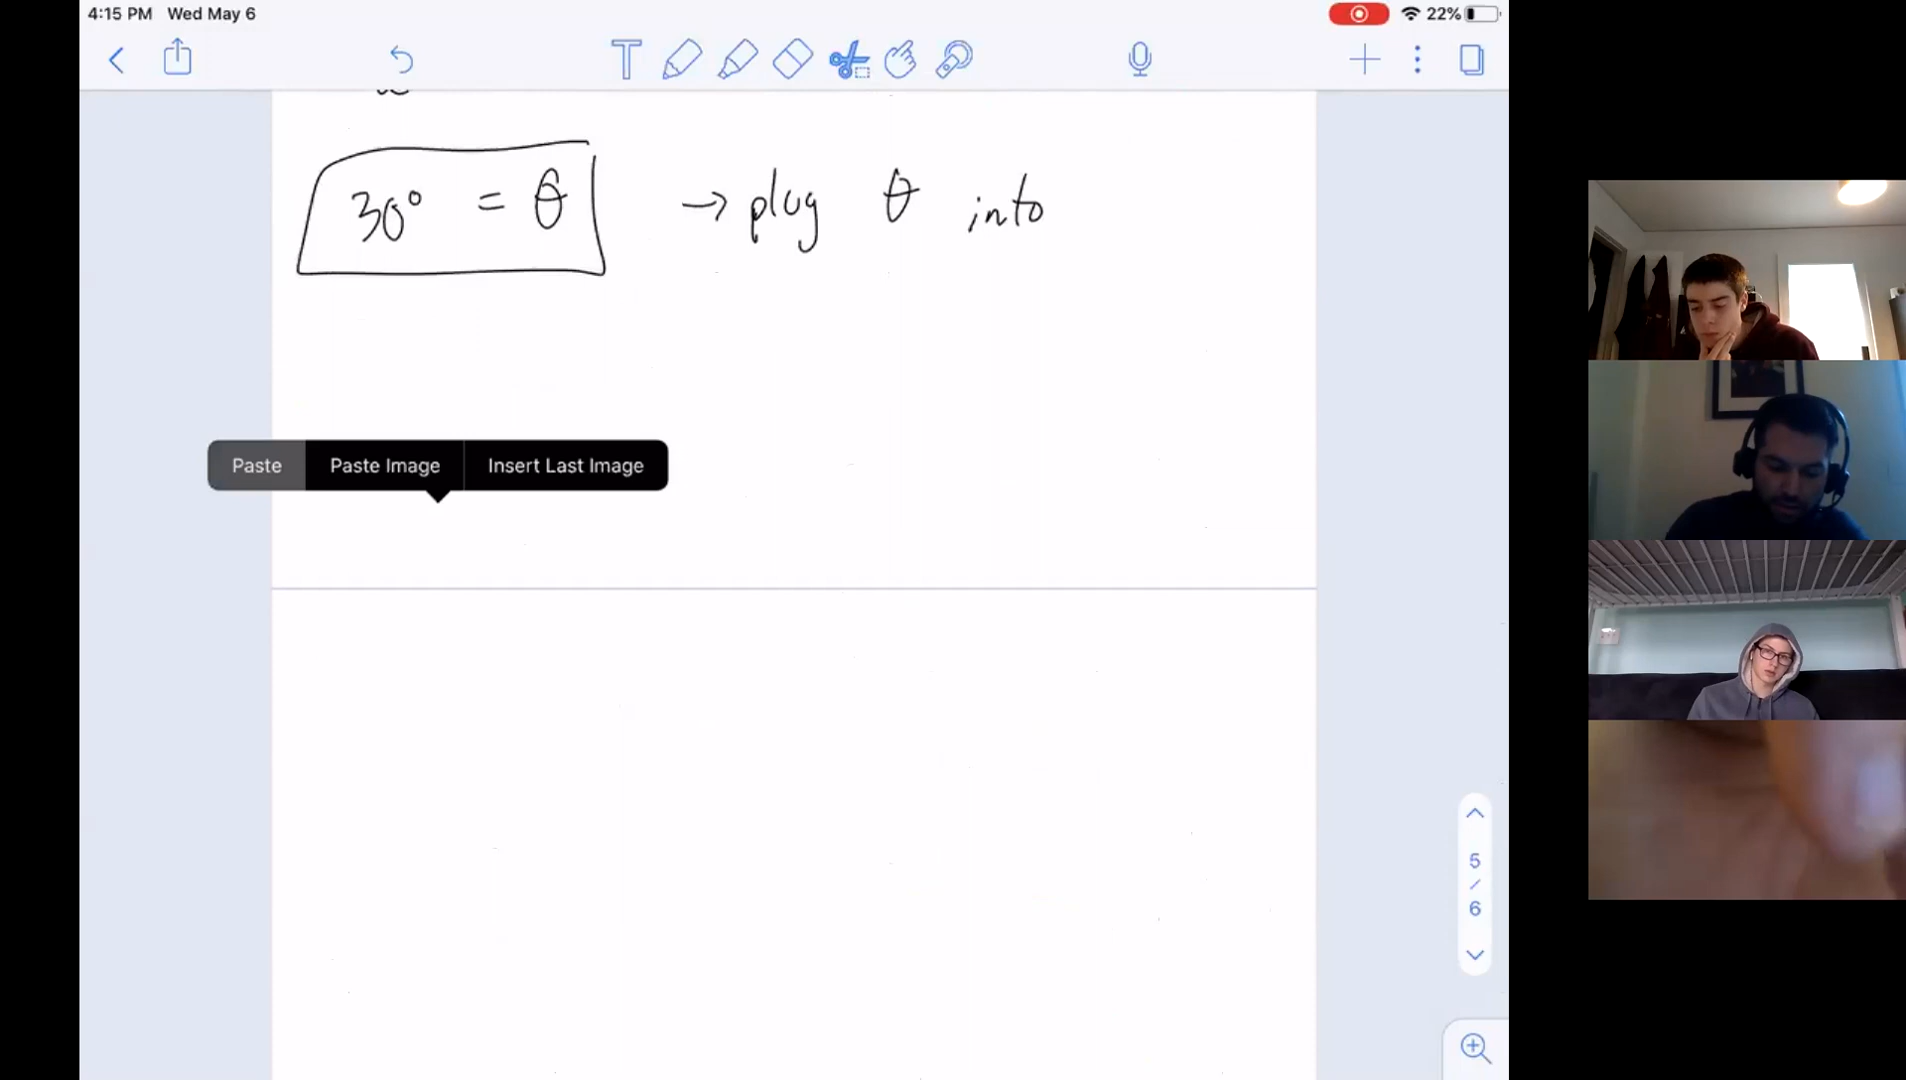 4:15 PM Wed May 6
22%
T
30° = θ → plug θ into
Paste Paste Image Insert Last Image
5
/
6